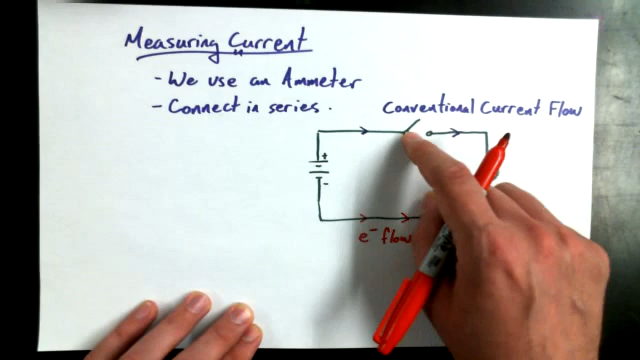 Measuring Current
- We use an Ammeter
- Connect in series.
Conventional Current Flow
+
-
e⁻ flow